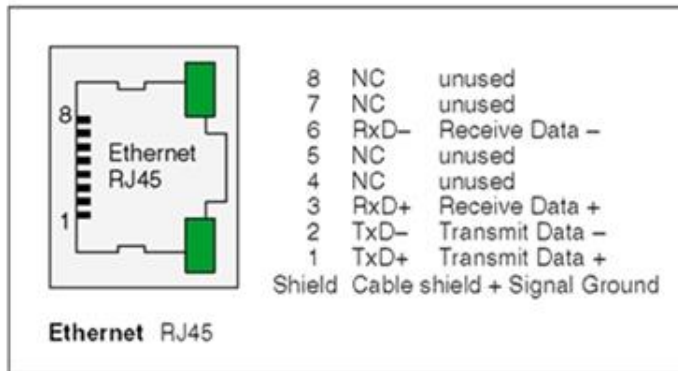 8
Ethernet
RJ45
1
8 NC unused
7 NC unused
6 RxD− Receive Data −
5 NC unused
4 NC unused
3 RxD+ Receive Data +
2 TxD− Transmit Data −
1 TxD+ Transmit Data +
Shield Cable shield + Signal Ground
Ethernet RJ45